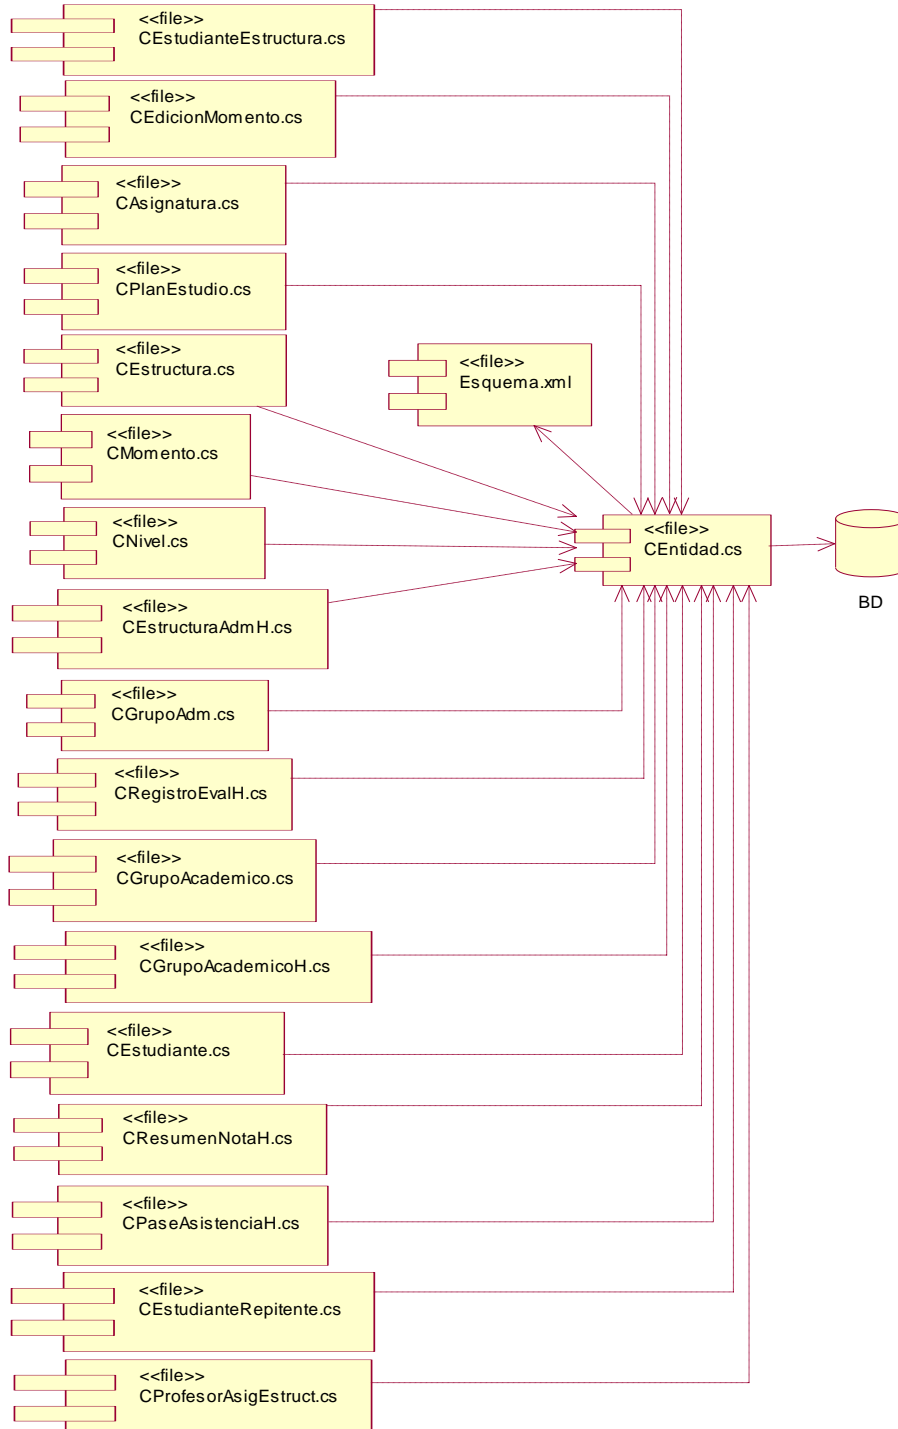 <<file>>
CEstudianteEstructura.cs
<<file>>
CEdicionMomento.cs
<<file>>
CAsignatura.cs
<<file>>
CPlanEstudio.cs
<<file>>
CEstructura.cs
<<file>>
Esquema.xml
<<file>>
CMomento.cs
<<file>>
CNivel.cs
<<file>>
CEntidad.cs
BD
<<file>>
CEstructuraAdmH.cs
<<file>>
CGrupoAdm.cs
<<file>>
CRegistroEvalH.cs
<<file>>
CGrupoAcademico.cs
<<file>>
CGrupoAcademicoH.cs
<<file>>
CEstudiante.cs
<<file>>
CResumenNotaH.cs
<<file>>
CPaseAsistenciaH.cs
<<file>>
CEstudianteRepitente.cs
<<file>>
CProfesorAsigEstruct.cs